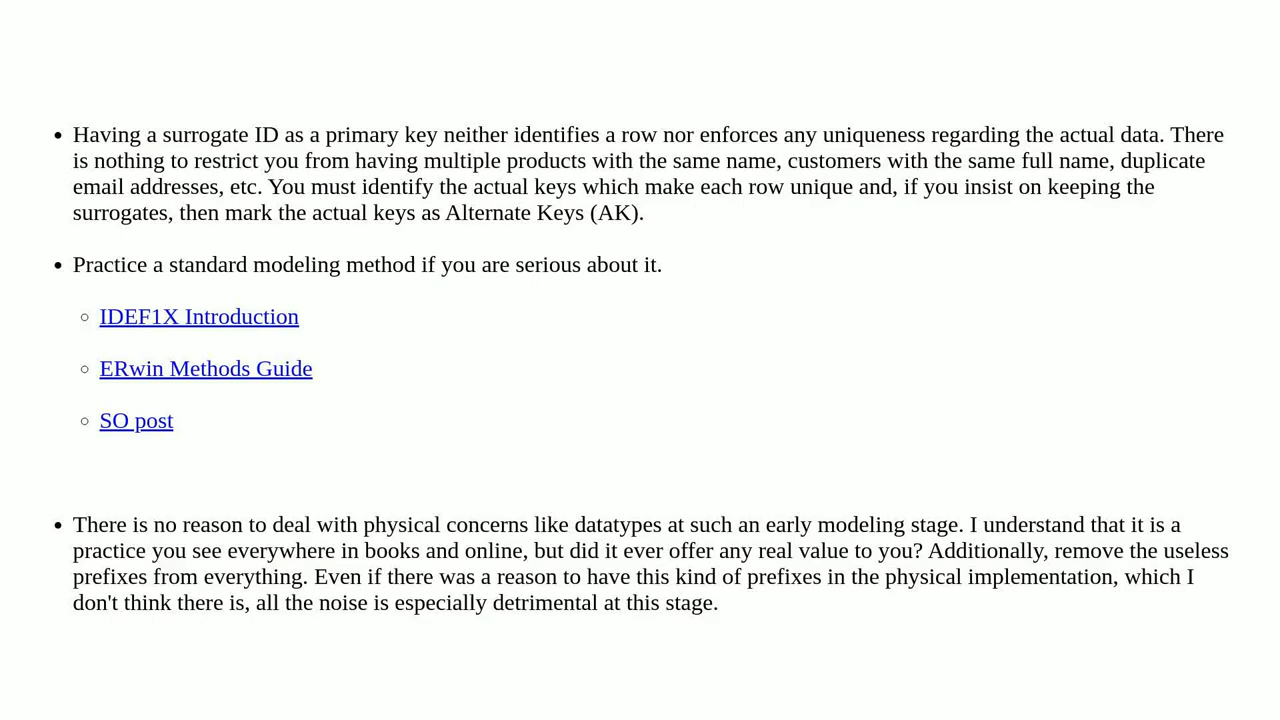 Having a surrogate ID as a primary key neither identifies a row nor enforces any uniqueness regarding the actual data. There
is nothing to restrict you from having multiple products with the same name, customers with the same full name, duplicate
email addresses, etc. You must identify the actual keys which make each row unique and, if you insist on keeping the
surrogates, then mark the actual keys as Alternate Keys (AK).
Practice a standard modeling method if you are serious about it.
IDEF1X Introduction
ERwin Methods Guide
SO post
There is no reason to deal with physical concerns like datatypes at such an early modeling stage. I understand that it is a
practice you see everywhere in books and online, but did it ever offer any real value to you? Additionally, remove the useless
prefixes from everything. Even if there was a reason to have this kind of prefixes in the physical implementation, which I
don't think there is, all the noise is especially detrimental at this stage.